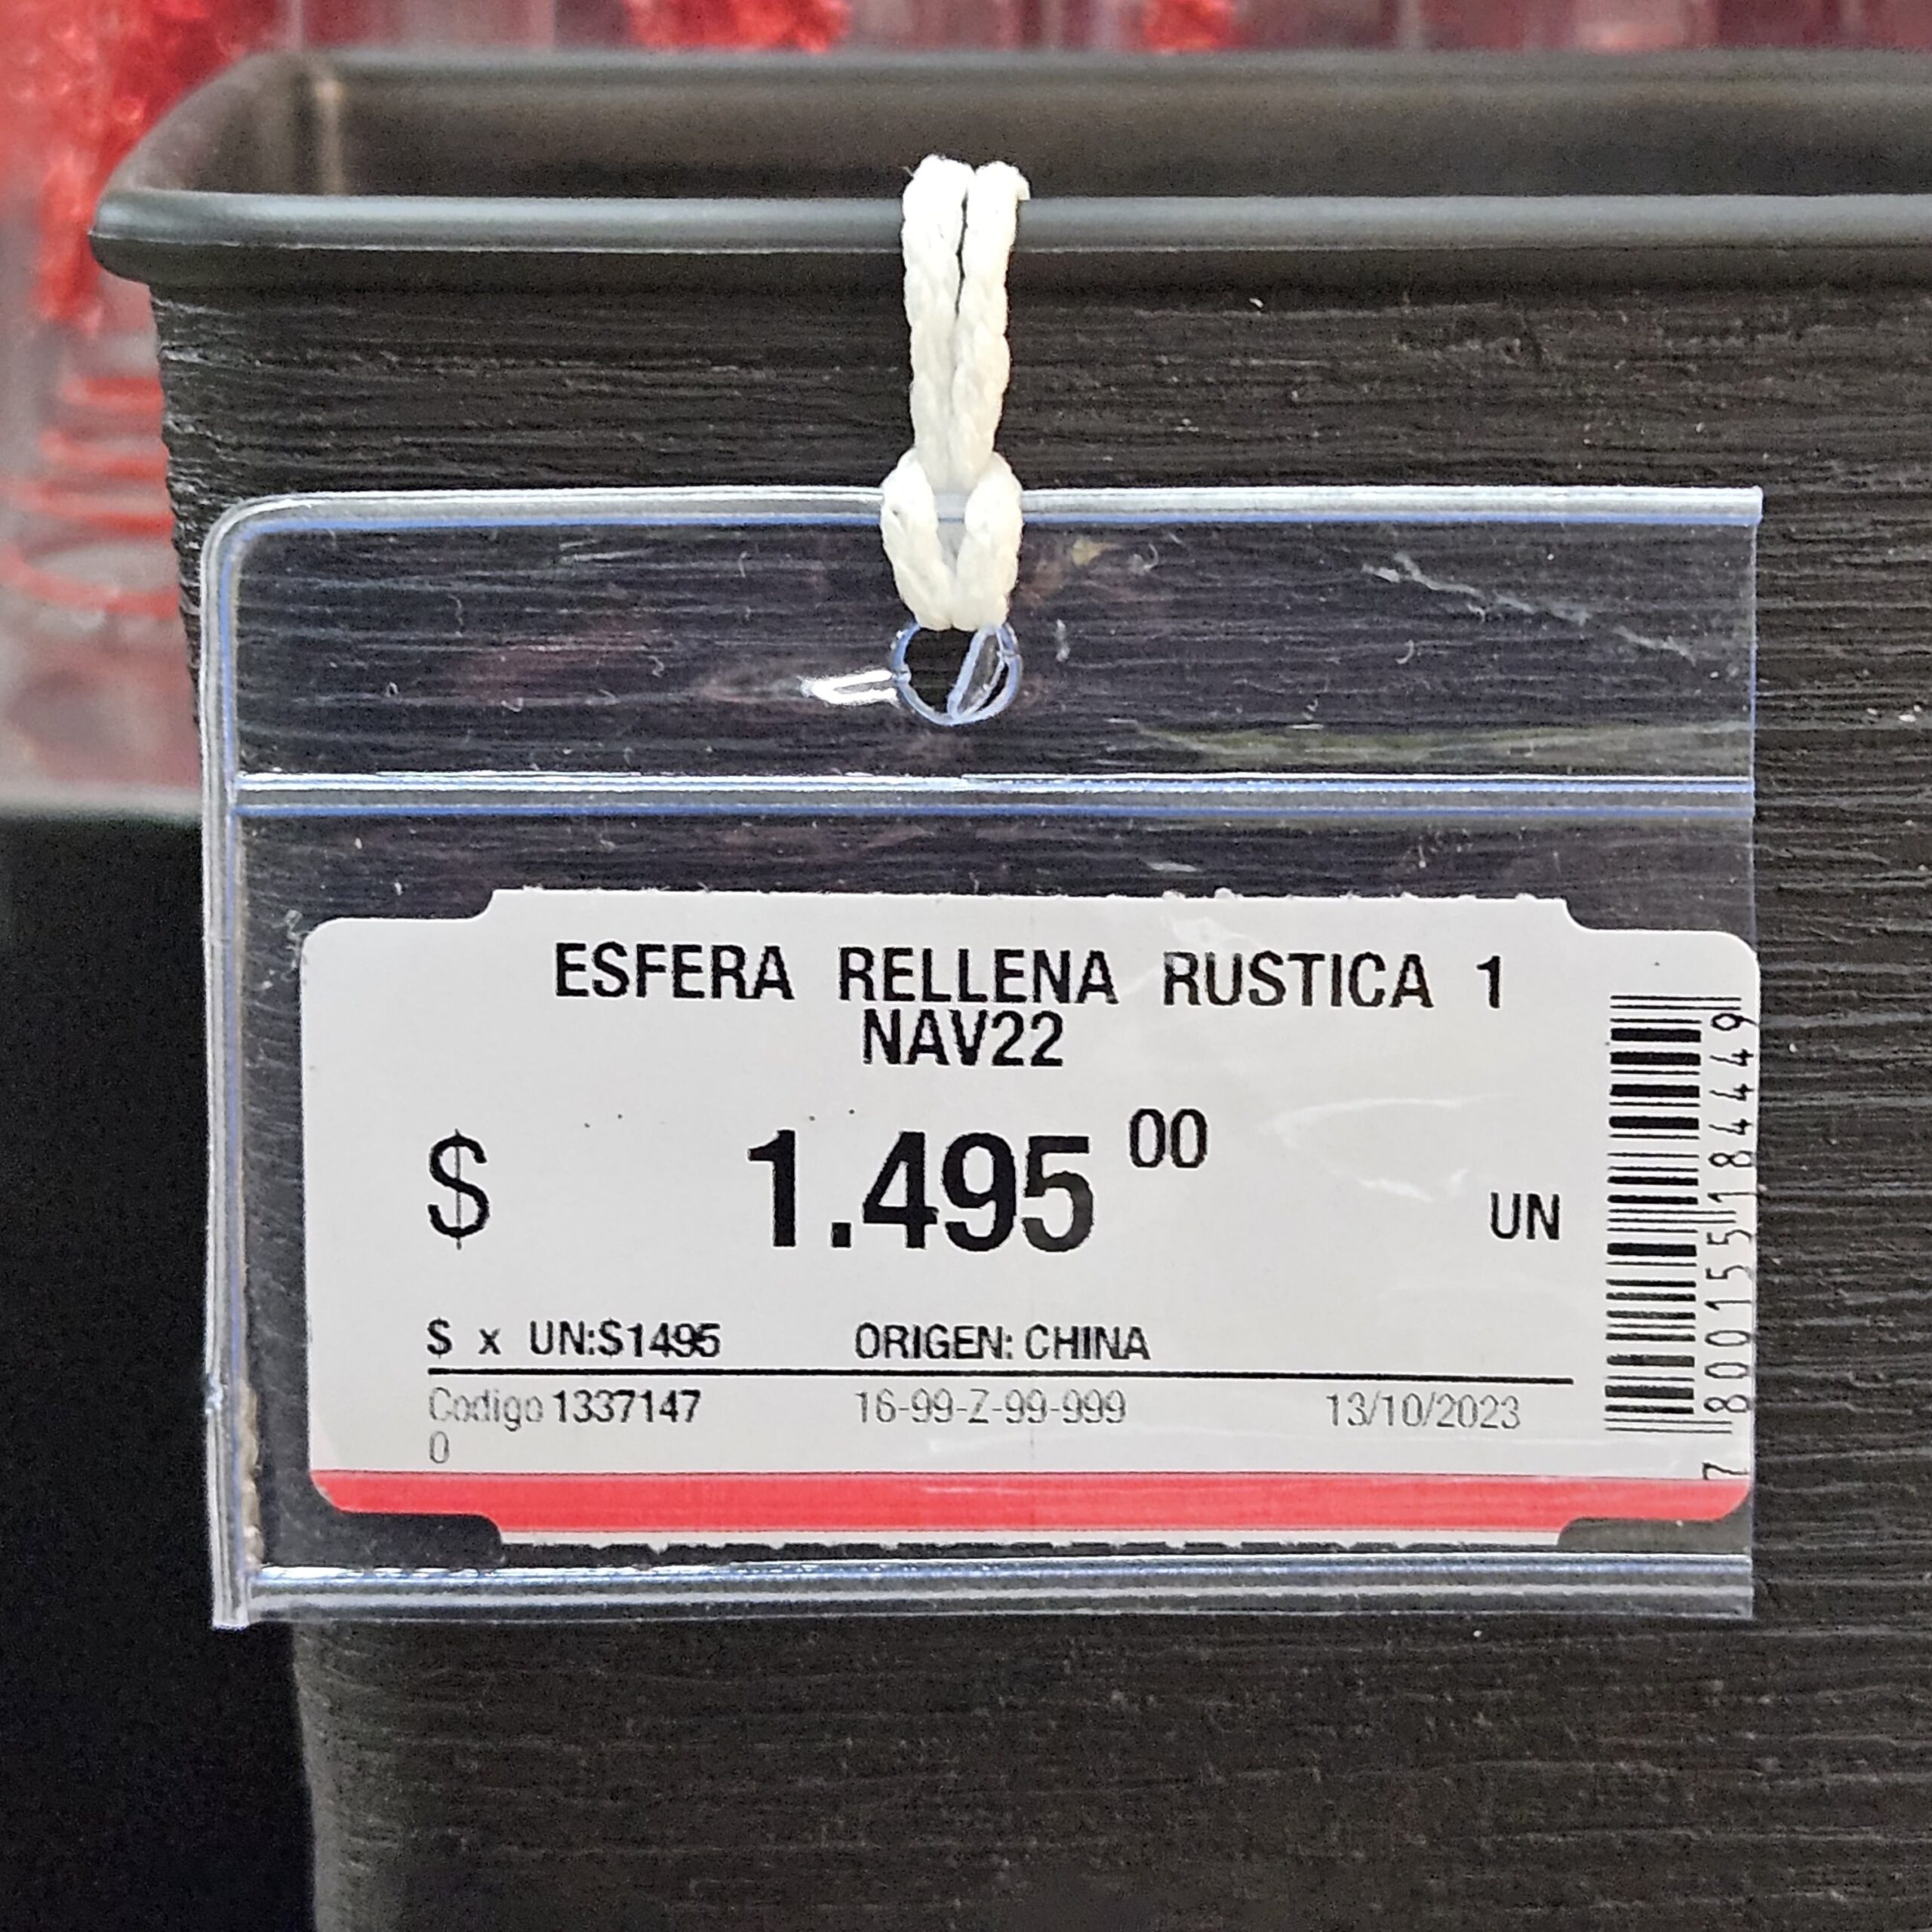 ESFERA RELLENA RUSTICA 1
NAV22
$ 1.495 00 UN
$ x UN:$1495 ORIGEN: CHINA
Codigo 1337147 16-99-Z-99-999 13/10/2023
0
7800155184449